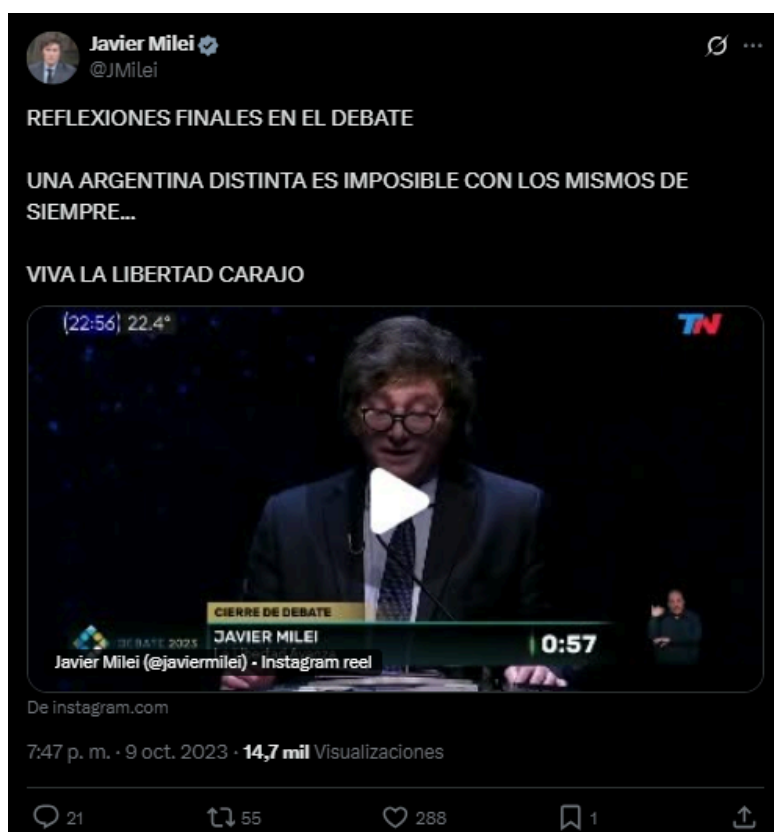 Javier Milei
@JMilei
REFLEXIONES FINALES EN EL DEBATE
UNA ARGENTINA DISTINTA ES IMPOSIBLE CON LOS MISMOS DE
SIEMPRE...
VIVA LA LIBERTAD CARAJO
(22:56) 22.4°
TN
CIERRE DE DEBATE
DEBATE 2023
JAVIER MILEI
0:57
La Libertad Avanza
Javier Milei (@javiermilei) • Instagram reel
De instagram.com
7:47 p. m. · 9 oct. 2023 · 14,7 mil Visualizaciones
21
55
288
1